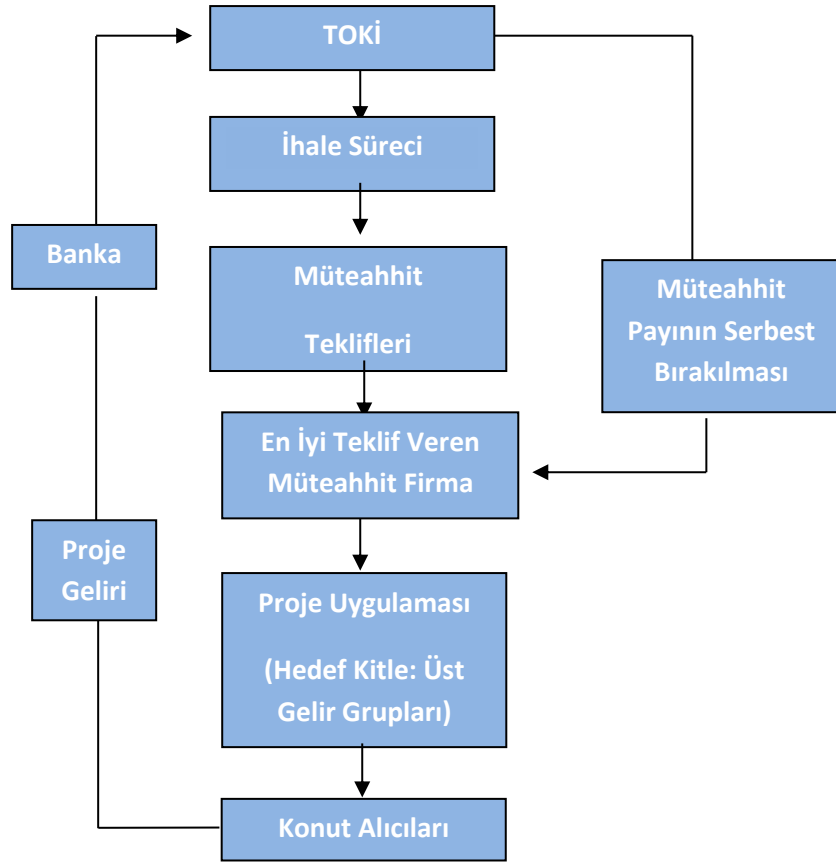 TOKİ
İhale Süreci
Banka
Müteahhit
Teklifleri
Müteahhit
Payının Serbest
Bırakılması
En İyi Teklif Veren
Müteahhit Firma
Proje
Geliri
Proje Uygulaması
(Hedef Kitle: Üst
Gelir Grupları)
Konut Alıcıları